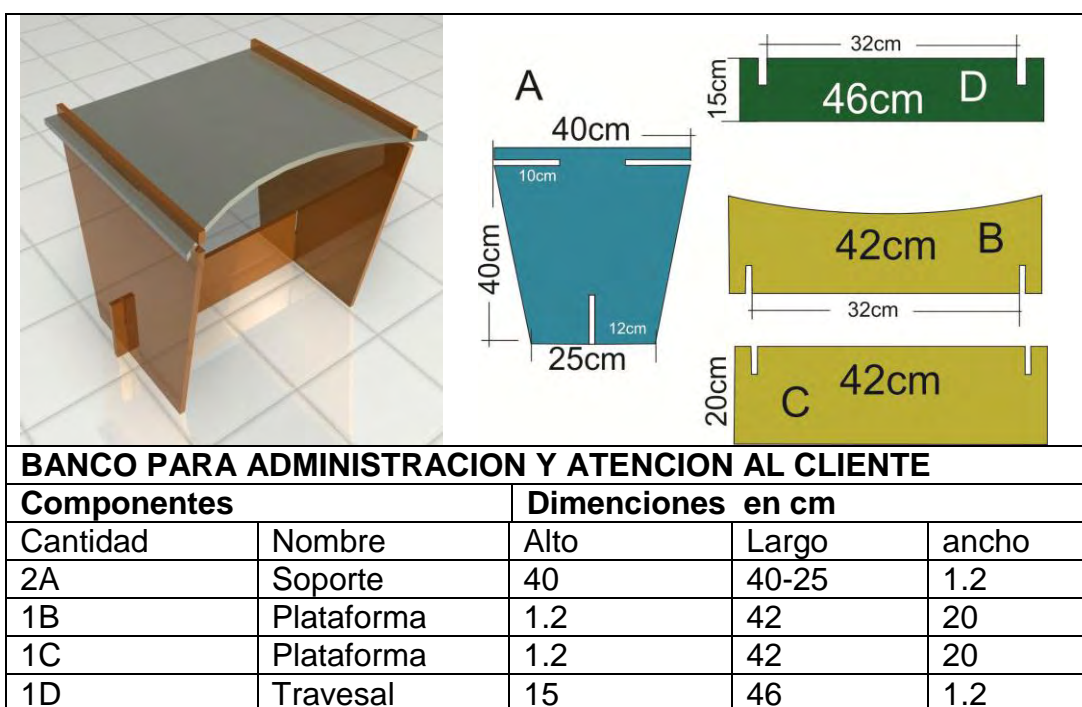 A
40cm
10cm
40cm
12cm
25cm
32cm
15cm
46cm D
42cm B
32cm
20cm
C 42cm
BANCO PARA ADMINISTRACION Y ATENCION AL CLIENTE
Componentes Dimenciones en cm
Cantidad Nombre Alto Largo ancho
2A Soporte 40 40-25 1.2
1B Plataforma 1.2 42 20
1C Plataforma 1.2 42 20
1D Travesal 15 46 1.2